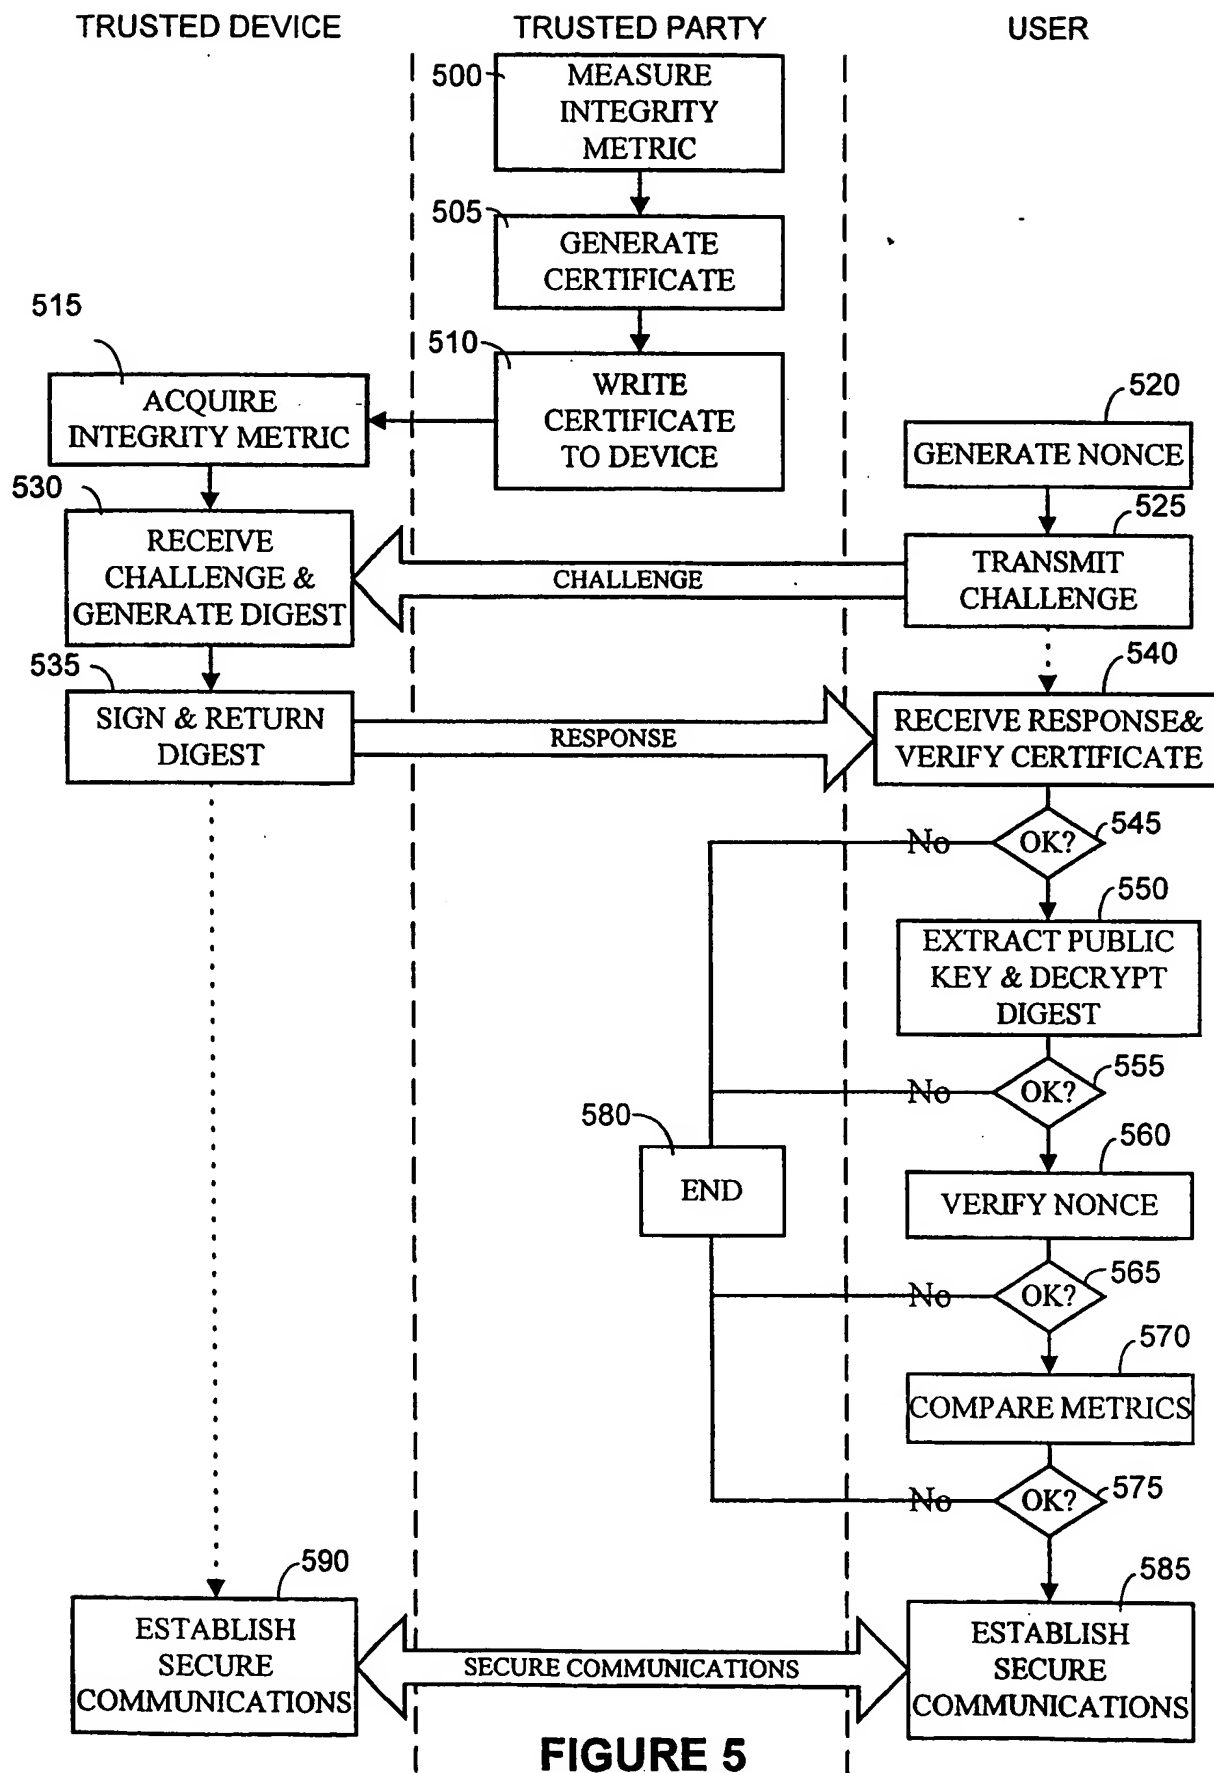 TRUSTED DEVICE
TRUSTED PARTY
USER
500
MEASURE
INTEGRITY
METRIC
505
GENERATE
CERTIFICATE
510
WRITE
CERTIFICATE
TO DEVICE
515
ACQUIRE
INTEGRITY METRIC
520
GENERATE NONCE
525
TRANSMIT
CHALLENGE
CHALLENGE
530
RECEIVE
CHALLENGE &
GENERATE DIGEST
535
SIGN & RETURN
DIGEST
RESPONSE
540
RECEIVE RESPONSE&
VERIFY CERTIFICATE
545
OK?
No
550
EXTRACT PUBLIC
KEY & DECRYPT
DIGEST
555
OK?
No
580
END
560
VERIFY NONCE
565
OK?
No
570
COMPARE METRICS
575
OK?
No
590
ESTABLISH
SECURE
COMMUNICATIONS
SECURE COMMUNICATIONS
585
ESTABLISH
SECURE
COMMUNICATIONS
FIGURE 5